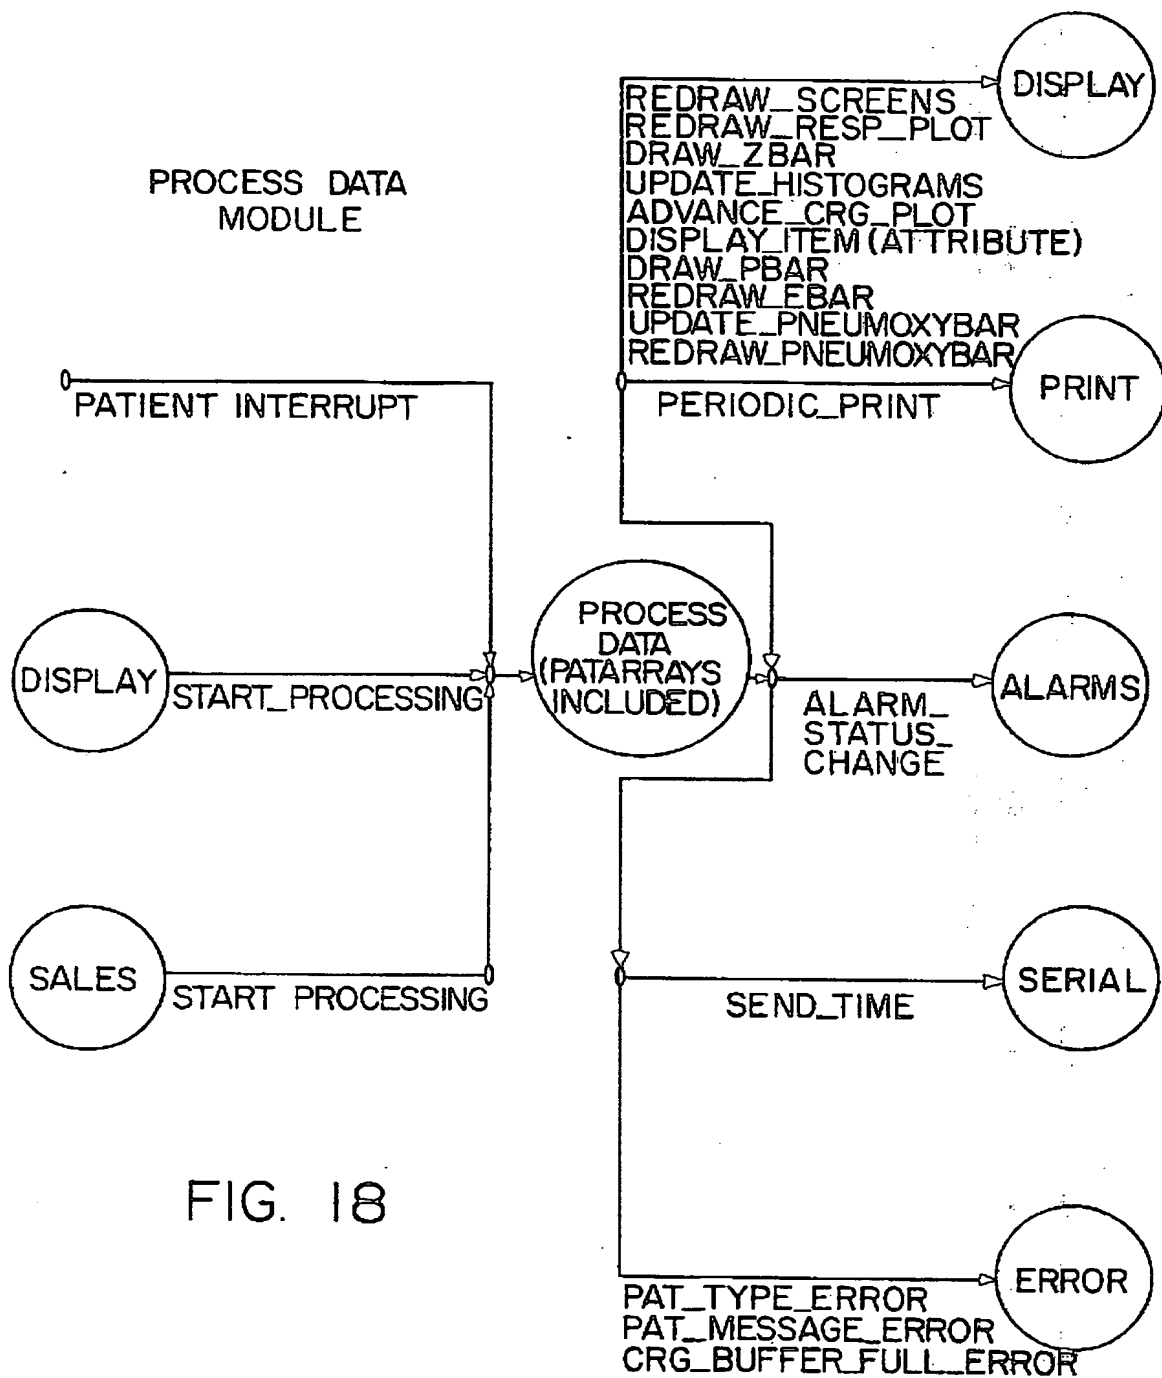 DISPLAY
REDRAW_SCREENS
REDRAW_RESP_PLOT
DRAW_ZBAR
UPDATE_HISTOGRAMS
ADVANCE_CRG_PLOT
DISPLAY_ITEM (ATTRIBUTE)
DRAW_PBAR
REDRAW_EBAR
UPDATE_PNEUMOXYBAR
REDRAW_PNEUMOXYBAR
PROCESS DATA
MODULE
PATIENT INTERRUPT
PERIODIC_PRINT
PRINT
DISPLAY
START_PROCESSING
PROCESS
DATA
(PATARRAYS
INCLUDED)
ALARM_
STATUS_
CHANGE
ALARMS
SALES
START PROCESSING
SEND_TIME
SERIAL
FIG. 18
ERROR
PAT_TYPE_ERROR
PAT_MESSAGE_ERROR
CRG_BUFFER_FULL_ERROR